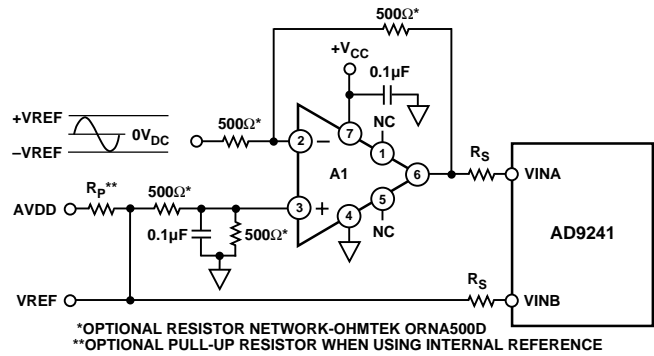 500Ω*
+VCC
0.1µF
+VREF
0VDC
–VREF
500Ω*
NC
2
–
7
1
A1
6
RS
VINA
RP**
500Ω*
AVDD
3
+
4
5
NC
0.1µF
500Ω*
AD9241
VREF
RS
VINB
*OPTIONAL RESISTOR NETWORK-OHMTEK ORNA500D
**OPTIONAL PULL-UP RESISTOR WHEN USING INTERNAL REFERENCE